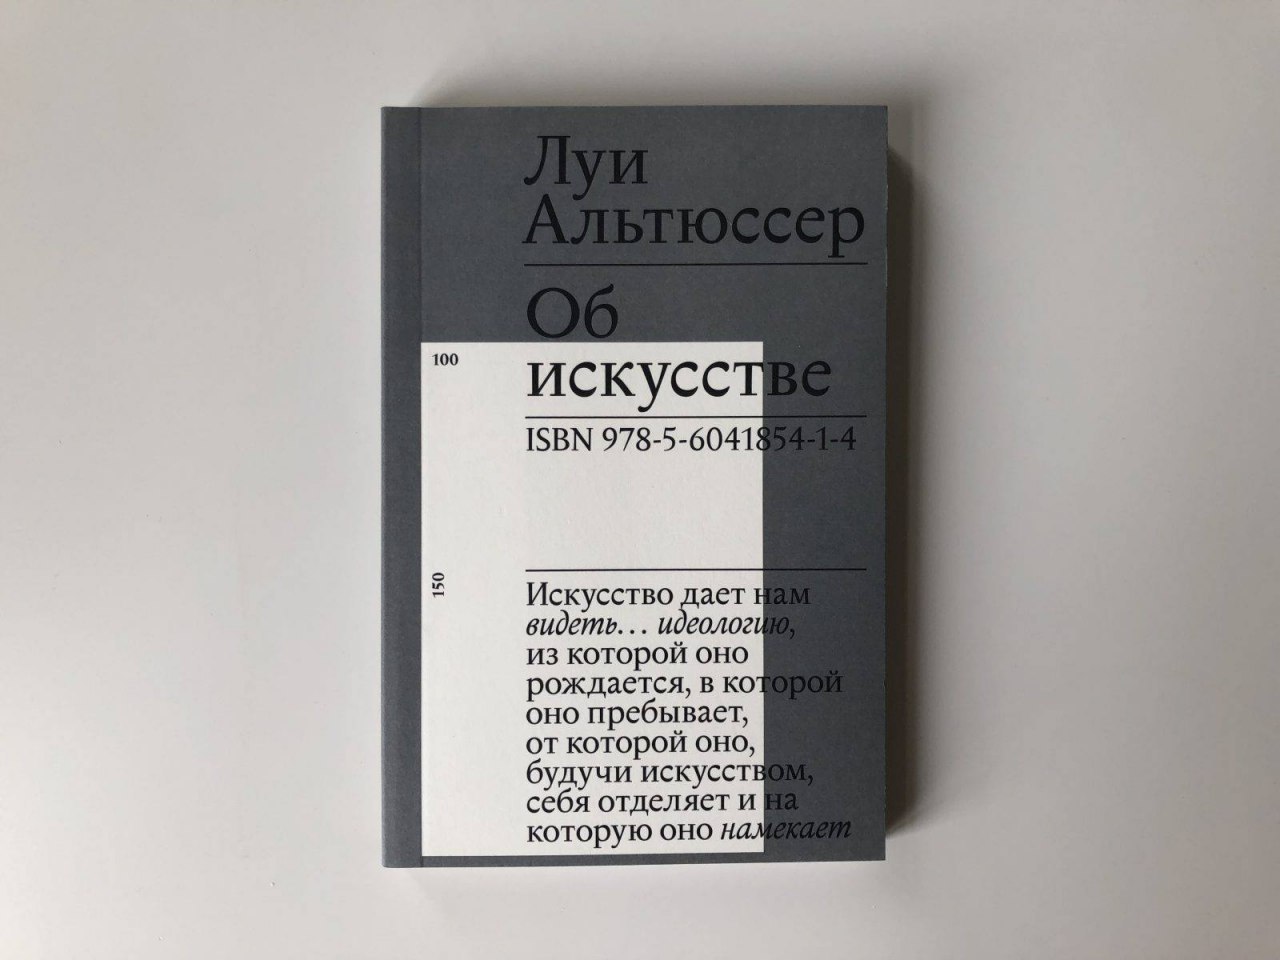 Луи
Альтюссер
Об
искусстве
100
ISBN 978-5-6041854-1-4
150
Искусство дает нам
видеть… идеологию,
из которой оно
рождается, в которой
оно пребывает,
от которой оно,
будучи искусством,
себя отделяет и на
которую оно намекает